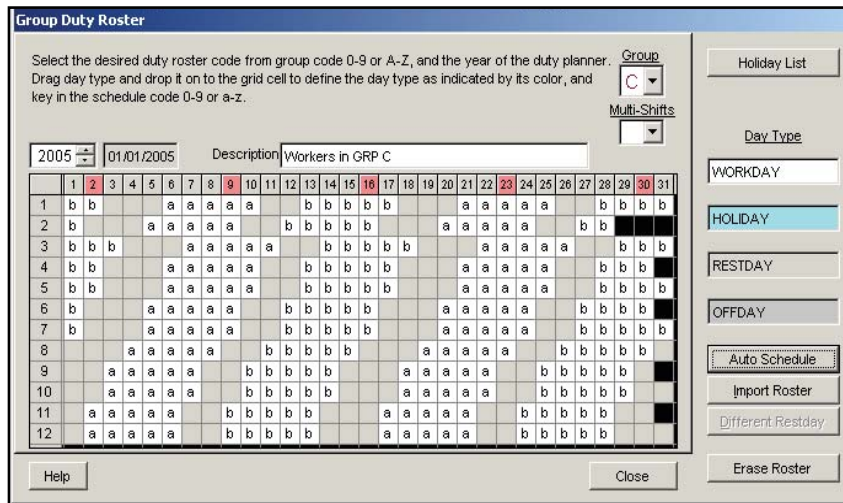 Group Duty Roster
Select the desired duty roster code from group code 0-9 or A-Z, and the year of the duty planner.
Drag day type and drop it on to the grid cell to define the day type as indicated by its color, and
key in the schedule code 0-9 or a-z.
Group
C
Multi-Shifts
2005 01/01/2005 Description Workers in GRP C
1 2 3 4 5 6 7 8 9 10 11 12 13 14 15 16 17 18 19 20 21 22 23 24 25 26 27 28 29 30 31
1 b b a a a a a b b b b b a a a a a b b b b
2 b a a a a a b b b b b a a a a a b b
3 b b b a a a a a b b b b b a a a a a b b b
4 b b a a a a a b b b b b a a a a a b b b
5 b b a a a a a b b b b b a a a a a b b b b
6 b a a a a a b b b b b a a a a a b b b b
7 b a a a a a b b b b b a a a a a b b b b b
8 a a a a a b b b b b a a a a a b b b b b
9 a a a a a b b b b b a a a a a b b b b b
10 a a a a a b b b b b a a a a a b b b b b
11 a a a a a b b b b b a a a a a b b b b b
12 a a a a a b b b b b a a a a a b b b b b
Help
Close
Holiday List
Day Type
WORKDAY
HOLIDAY
RESTDAY
OFFDAY
Auto Schedule
Import Roster
Different Restday
Erase Roster